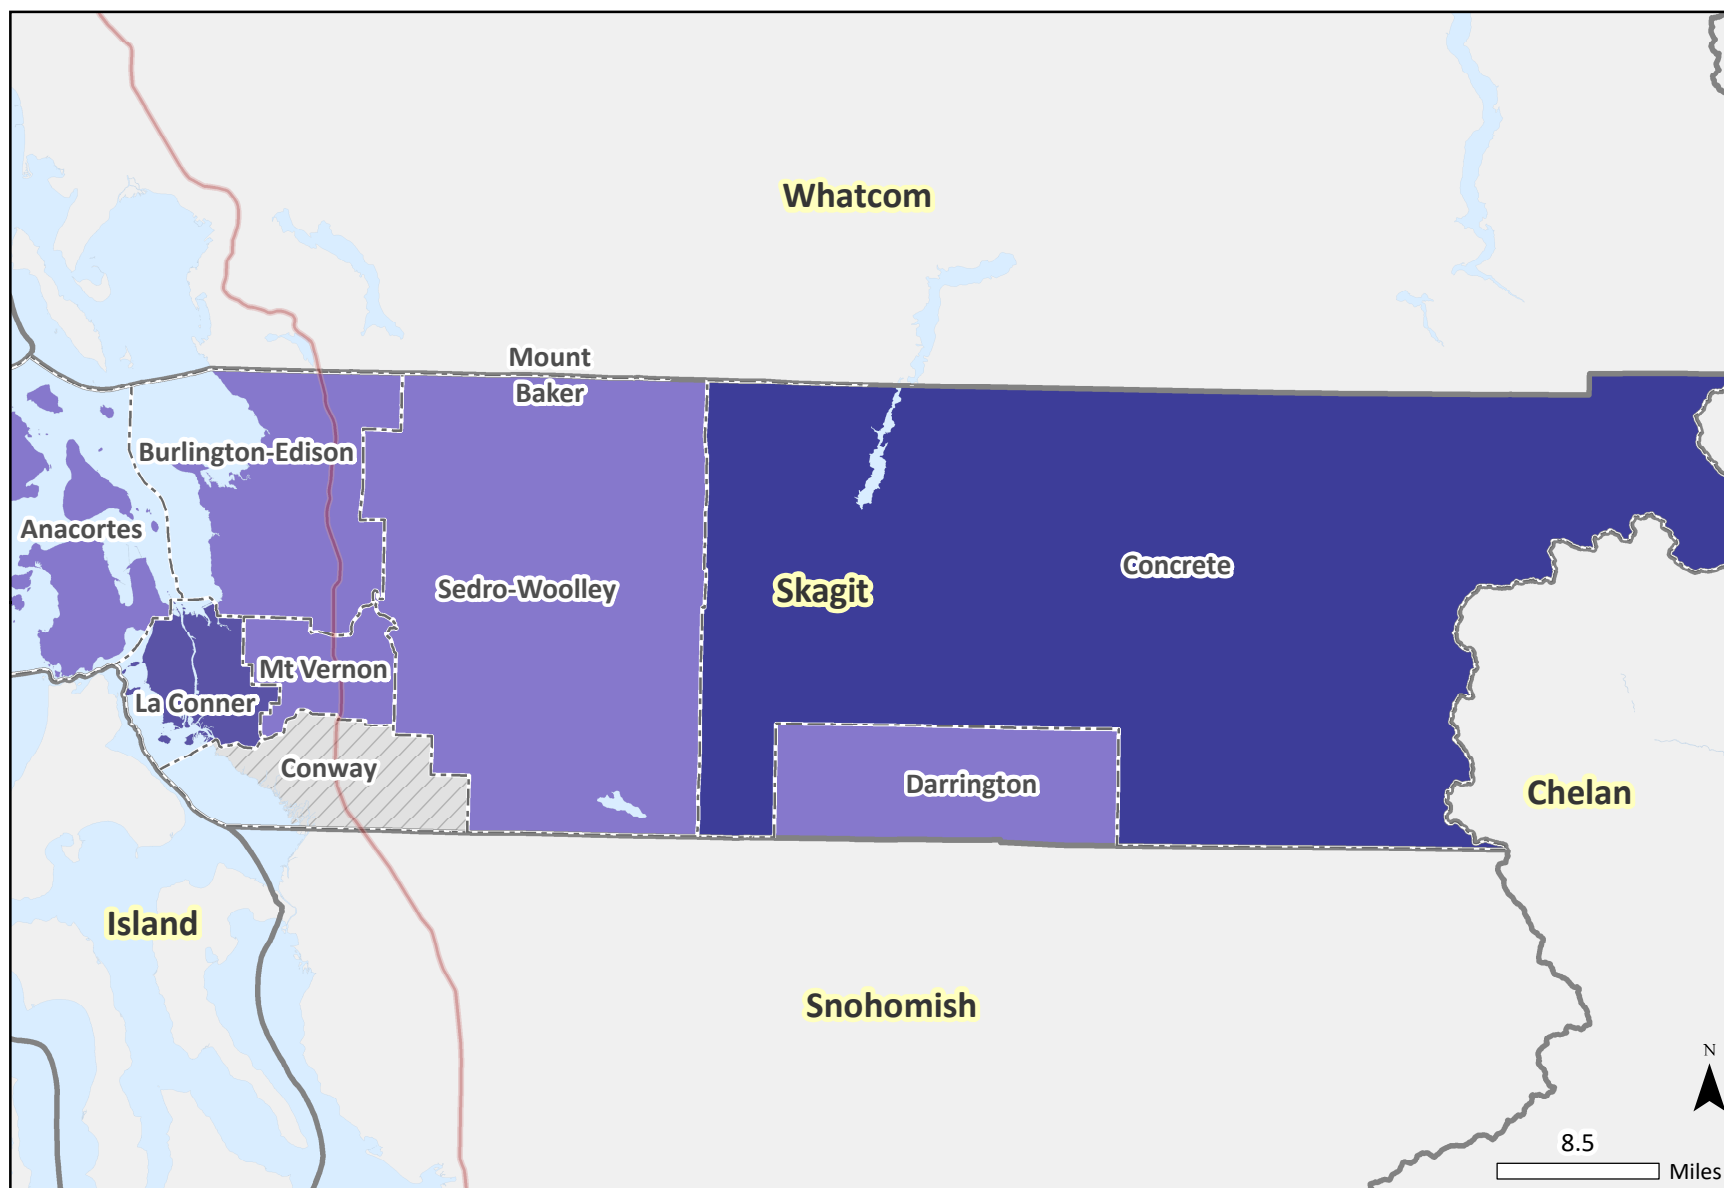 Whatcom
Mount
Baker
Burlington-Edison
Anacortes
Concrete
Sedro-Woolley
Skagit
Mt Vernon
La Conner
Conway
Darrington
Chelan
Island
Snohomish
N
8.5
Miles